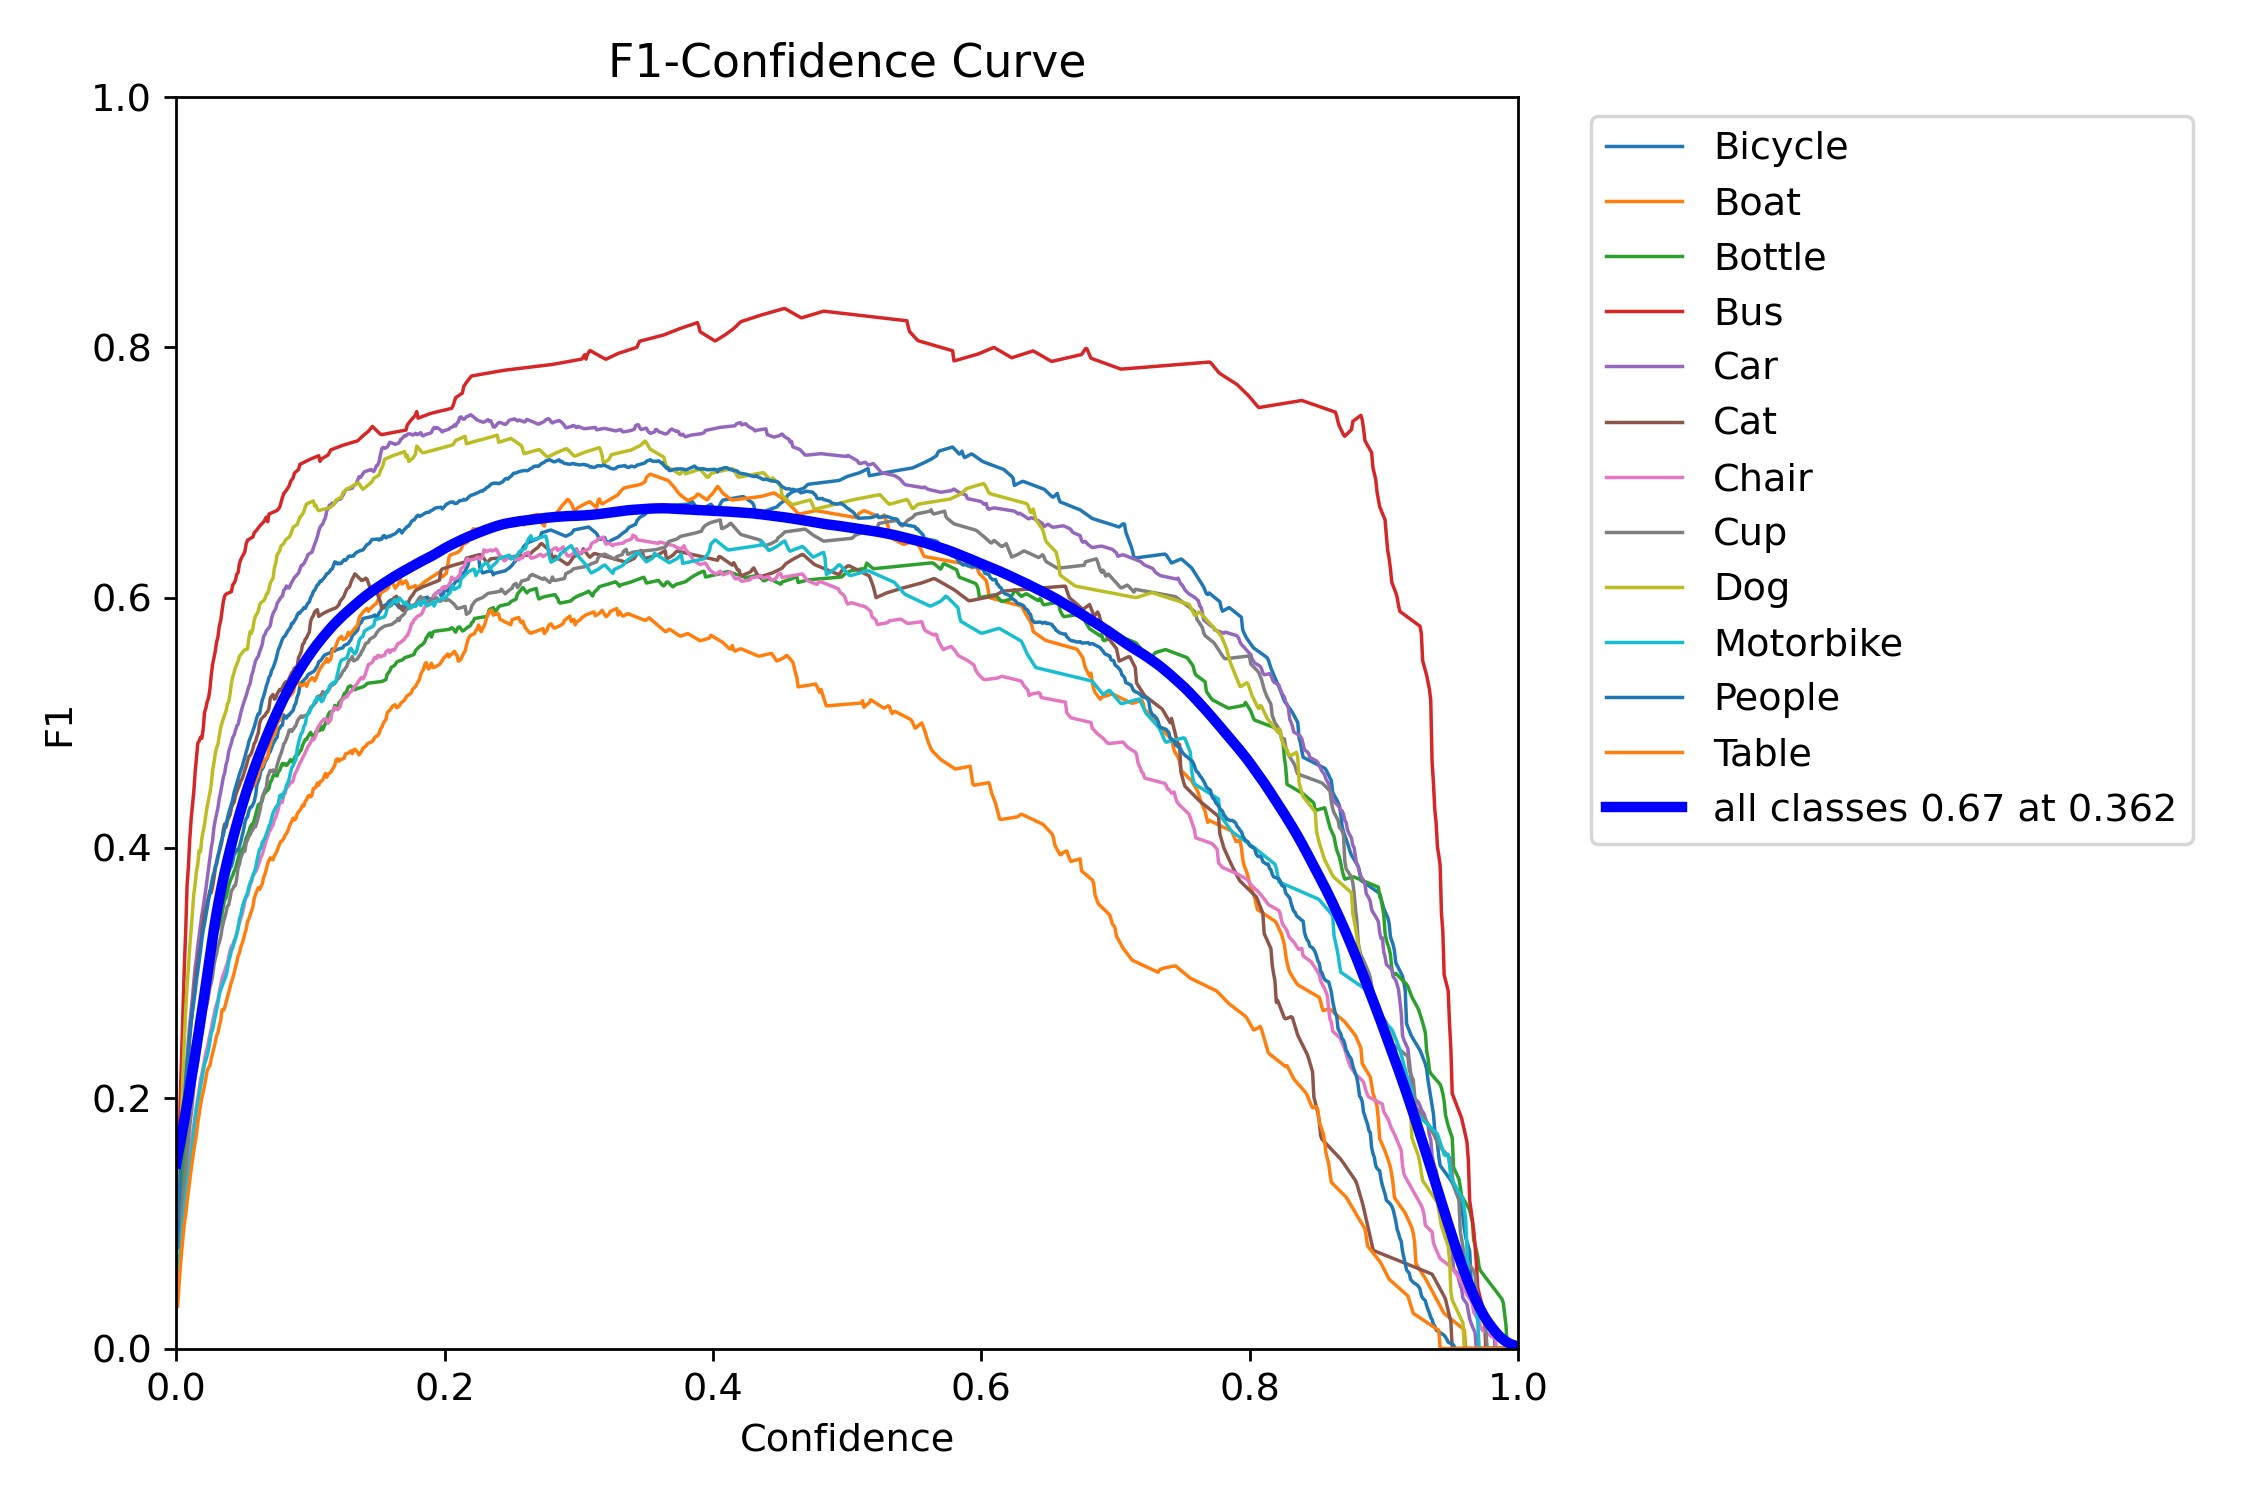 F1-Confidence Curve
1.0
0.8
0.6
0.4
0.2
0.0
F1
0.0 0.2 0.4 0.6 0.8 1.0
Confidence
Bicycle
Boat
Bottle
Bus
Car
Cat
Chair
Cup
Dog
Motorbike
People
Table
all classes 0.67 at 0.362